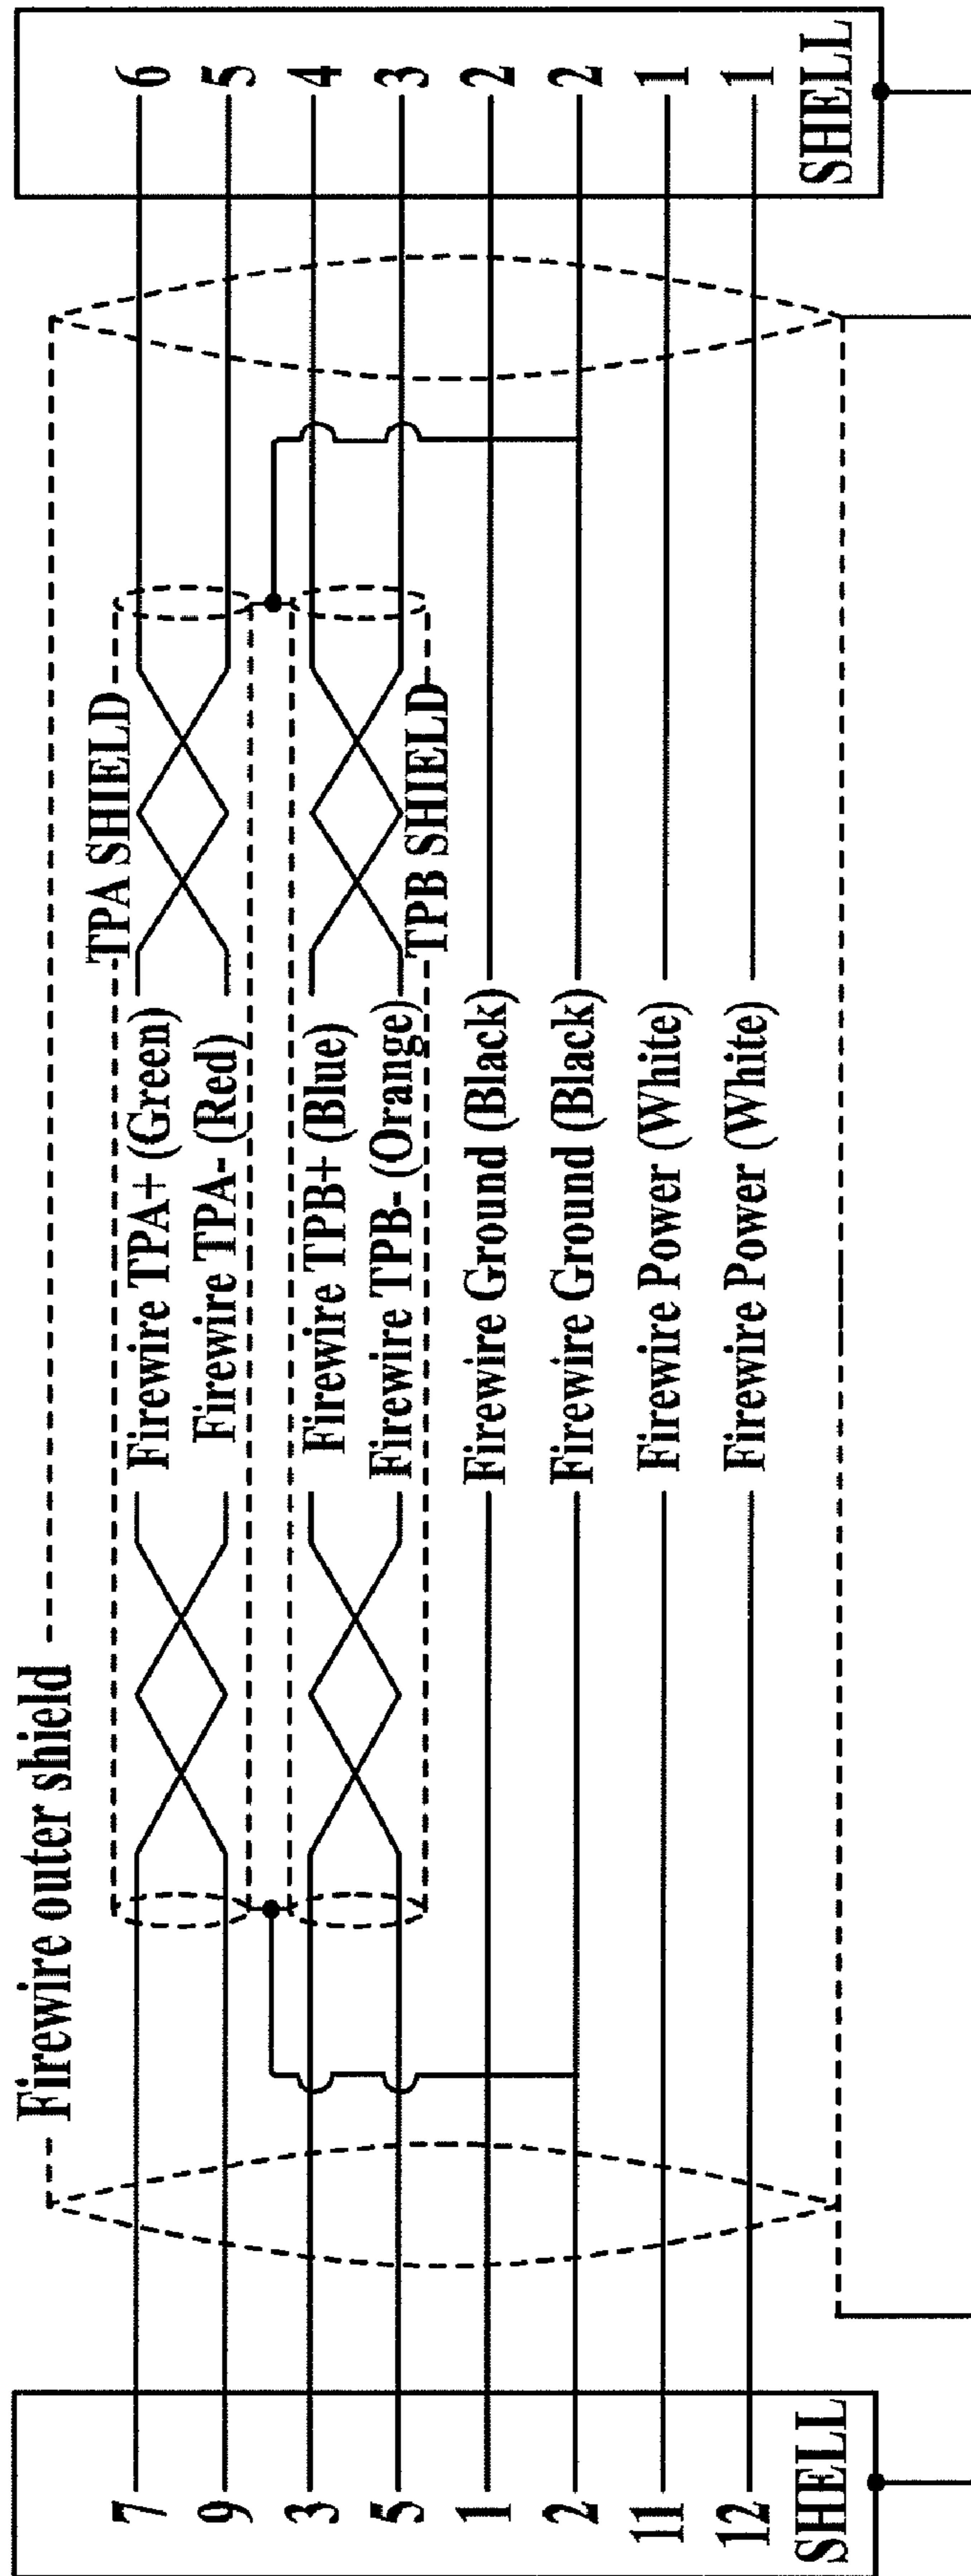 Firewire outer shield
TPA SHIELD
7 Firewire TPA+ (Green) 6
9 Firewire TPA- (Red) 5
3 Firewire TPB+ (Blue) 4
5 Firewire TPB- (Orange) 3
TPB SHIELD
1 Firewire Ground (Black) 2
2 Firewire Ground (Black) 2
11 Firewire Power (White) 1
12 Firewire Power (White) 1
SHELL SHELL